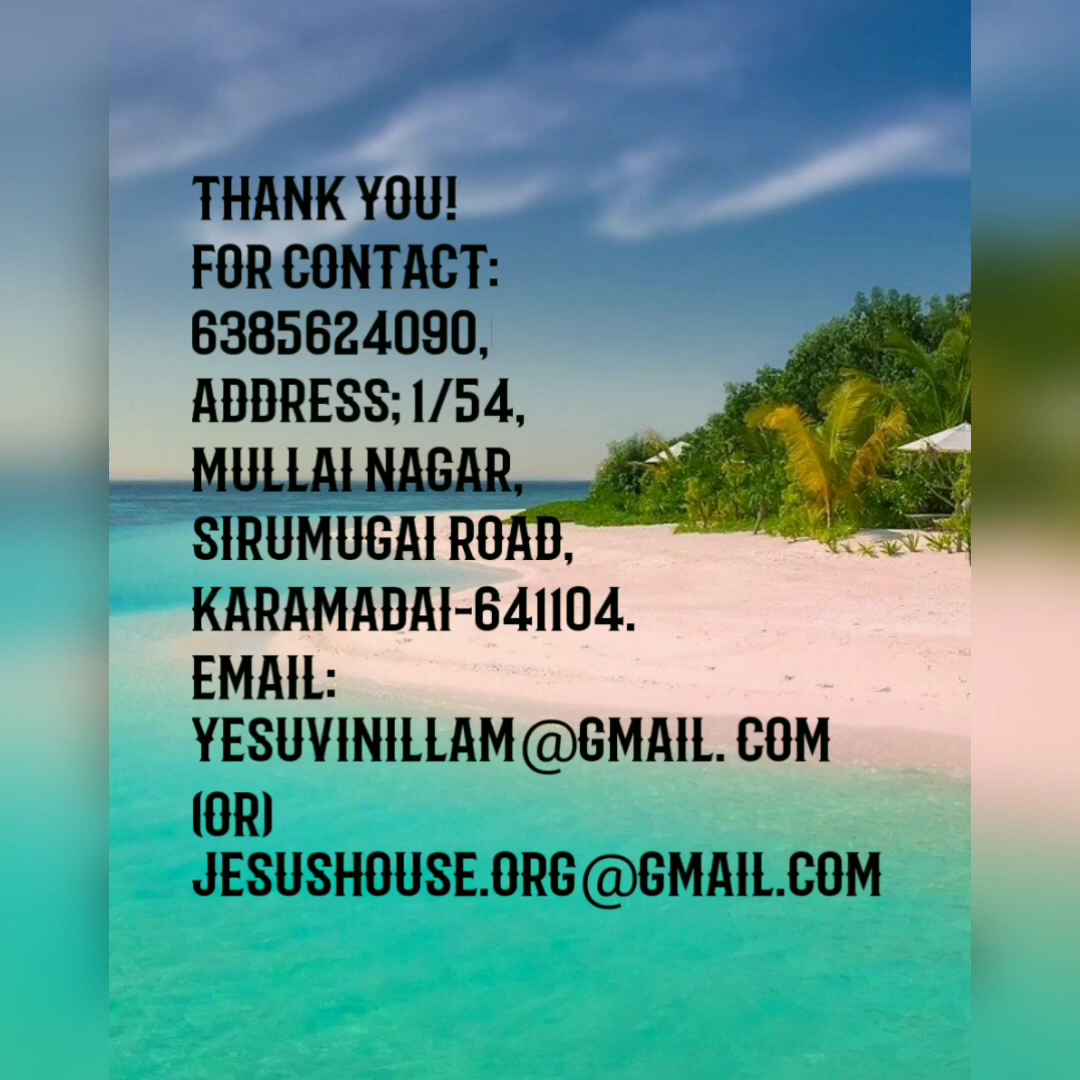 THANK YOU!
FOR CONTACT:
6385624090,
ADDRESS; 1/54,
MULLAI NAGAR,
SIRUMUGAI ROAD,
KARAMADAI-641104.
EMAIL:
YESUVINILLAM@GMAIL. COM
(OR)
JESUSHOUSE.ORG@GMAIL.COM